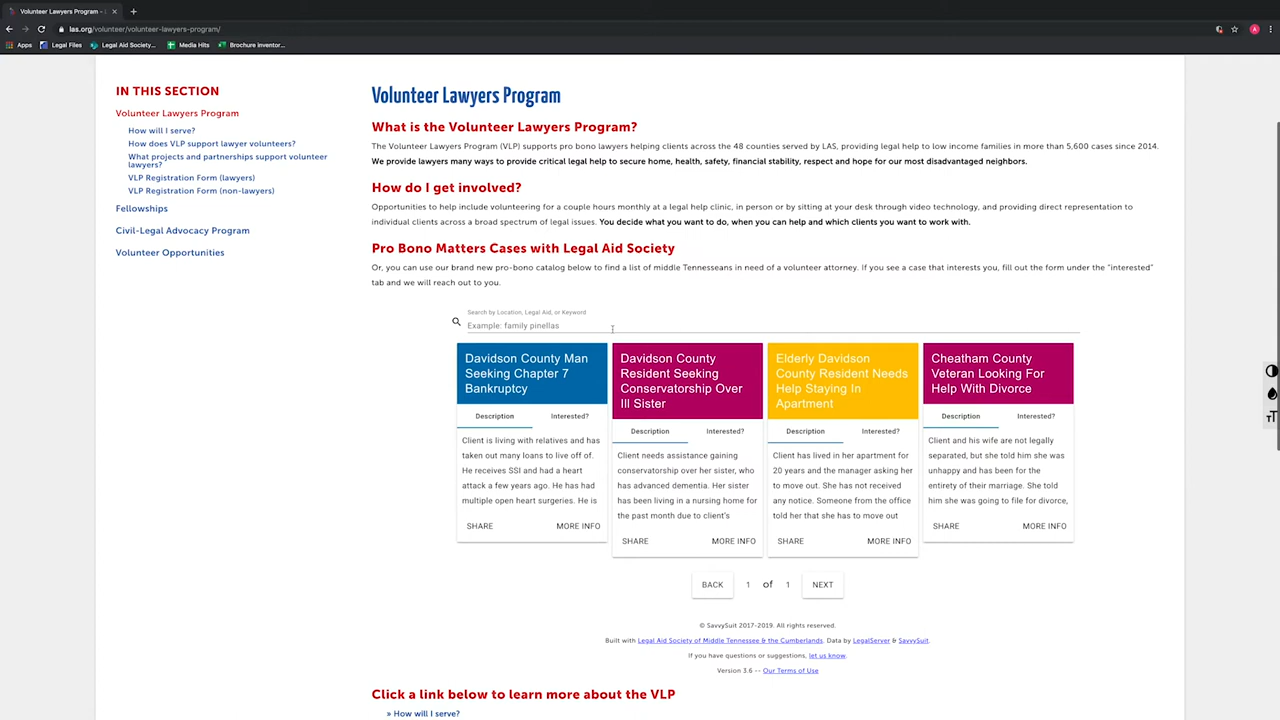 Volunteer Lawyers Program - :
las.org/volunteer/volunteer-lawyers-program/
Apps
Legal Files
Legal Aid Society...
Media Hits
Brochure inventor...
IN THIS SECTION
Volunteer Lawyers Program
How will I serve?
How does VLP support lawyer volunteers?
What projects and partnerships support volunteer
lawyers?
VLP Registration Form (lawyers)
VLP Registration Form (non-lawyers)
Fellowships
Civil-Legal Advocacy Program
Volunteer Opportunities
Volunteer Lawyers Program
What is the Volunteer Lawyers Program?
The Volunteer Lawyers Program (VLP) supports pro bono lawyers helping clients across the 48 counties served by LAS, providing legal help to low income families in more than 5,600 cases since 2014.
We provide lawyers many ways to provide critical legal help to secure home, health, safety, financial stability, respect and hope for our most disadvantaged neighbors.
How do I get involved?
Opportunities to help include volunteering for a couple hours monthly at a legal help clinic, in person or by sitting at your desk through video technology, and providing direct representation to
individual clients across a broad spectrum of legal issues. You decide what you want to do, when you can help and which clients you want to work with.
Pro Bono Matters Cases with Legal Aid Society
Or, you can use our brand new pro-bono catalog below to find a list of middle Tennesseans in need of a volunteer attorney. If you see a case that interests you, fill out the form under the "interested"
tab and we will reach out to you.
Search by Location, Legal Aid, or Keyword
Example: family pinellas
Davidson County Man
Seeking Chapter 7
Bankruptcy
Description
Interested?
Client is living with relatives and has
taken out many loans to live off of.
He receives SSI and had a heart
attack a few years ago. He has had
multiple open heart surgeries. He is
SHARE
MORE INFO
Davidson County
Resident Seeking
Conservatorship Over
Ill Sister
Description
Interested?
Client needs assistance gaining
conservatorship over her sister, who
has advanced dementia. Her sister
has been living in a nursing home for
the past month due to client's
SHARE
MORE INFO
Elderly Davidson
County Resident Needs
Help Staying In
Apartment
Description
Interested?
Client has lived in her apartment for
20 years and the manager asking her
to move out. She has not received
any notice. Someone from the office
told her that she has to move out
SHARE
MORE INFO
Cheatham County
Veteran Looking For
Help With Divorce
Description
Interested?
Client and his wife are not legally
separated, but she told him she was
unhappy and has been for the
entirety of their marriage. She told
him she was going to file for divorce,
SHARE
MORE INFO
BACK
1 of 1
NEXT
© SavvySuit 2017-2019. All rights reserved.
Built with Legal Aid Society of Middle Tennessee & the Cumberlands. Data by LegalServer & SavvySuit.
If you have questions or suggestions, let us know.
Version 3.6 -- Our Terms of Use
Click a link below to learn more about the VLP
» How will I serve?